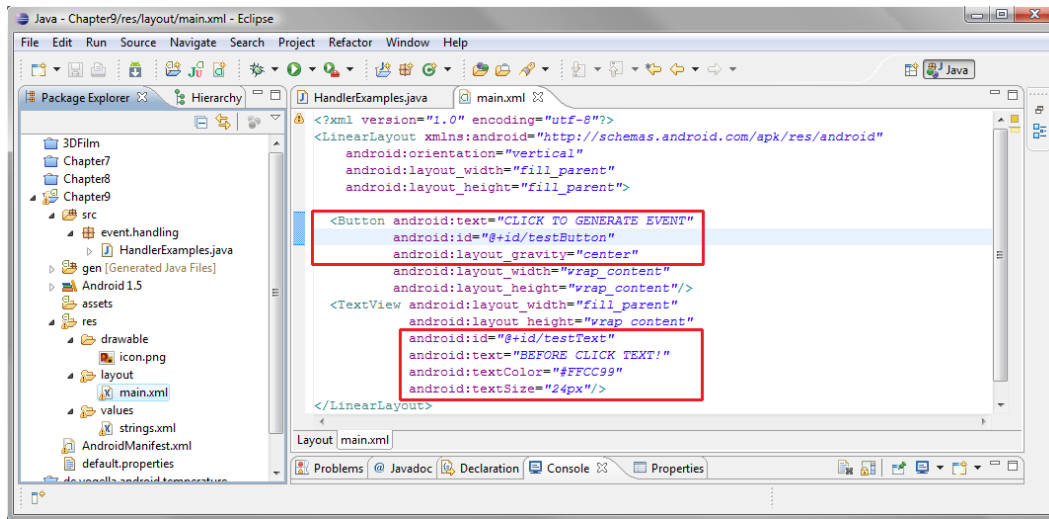 Java - Chapter9/res/layout/main.xml - Eclipse
File Edit Run Source Navigate Search Project Refactor Window Help
Java
Package Explorer Hierarchy
HandlerExamples.java main.xml
3DFilm
Chapter7
Chapter8
Chapter9
src
event.handling
HandlerExamples.java
gen [Generated Java Files]
Android 1.5
assets
res
drawable
icon.png
layout
main.xml
values
strings.xml
AndroidManifest.xml
default.properties
de.vogella.android.temperature
<?xml version="1.0" encoding="utf-8"?>
<LinearLayout xmlns:android="http://schemas.android.com/apk/res/android"
android:orientation="vertical"
android:layout_width="fill_parent"
android:layout_height="fill_parent">
<Button android:text="CLICK TO GENERATE EVENT"
android:id="@+id/testButton"
android:layout_gravity="center"
android:layout_width="wrap_content"
android:layout_height="wrap_content"/>
<TextView android:layout_width="fill_parent"
android:layout_height="wrap_content"
android:id="@+id/testText"
android:text="BEFORE CLICK TEXT!"
android:textColor="#FFCC99"
android:textSize="24px"/>
</LinearLayout>
Layout main.xml
Problems @ Javadoc Declaration Console Properties